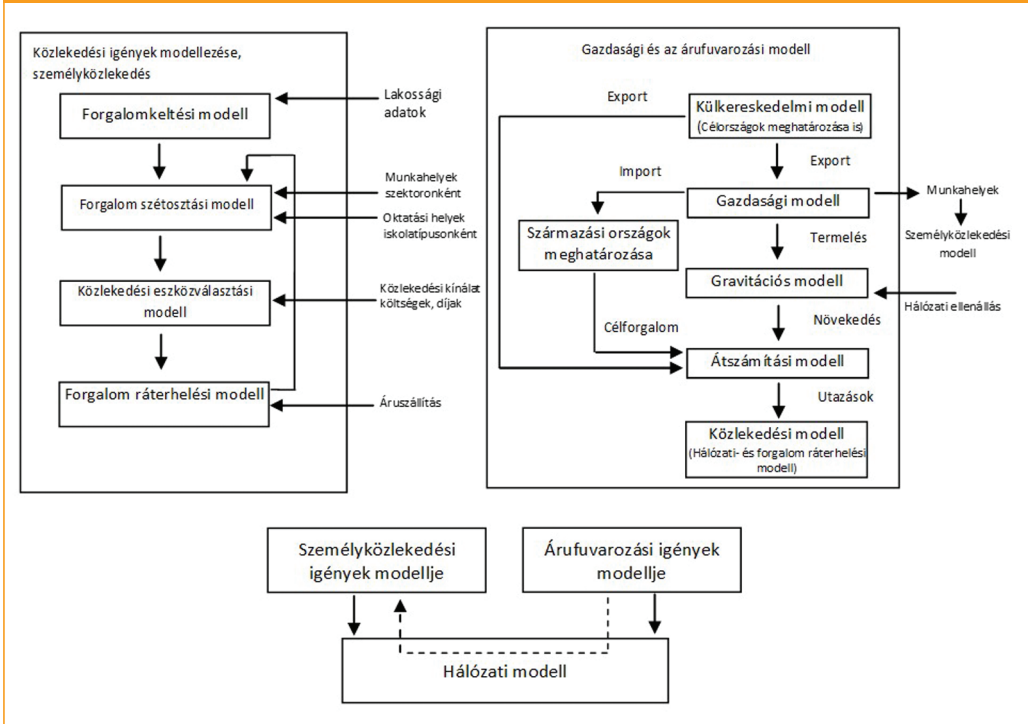 Közlekedési igények modellezése,
személyközlekedés
Forgalomkeltési modell
Lakossági
adatok
Forgalom szétosztási modell
Munkahelyek
szektoronként
Oktatási helyek
iskolatípusonként
Közlekedési eszközválasztási
modell
Közlekedési kínálat
költségek, díjak
Forgalom ráterhelési modell
Áruszállítás
Gazdasági és az árufuvarozási modell
Export
Külkereskedelmi modell
(Célországok meghatározása is)
Export
Import
Gazdasági modell
Munkahelyek
Személyközlekedési
modell
Származási országok
meghatározása
Termelés
Gravitációs modell
Hálózati ellenállás
Célforgalom
Növekedés
Átszámítási modell
Utazások
Közlekedési modell
(Hálózati- és forgalom ráterhelési
modell)
Személyközlekedési
igények modellje
Árufuvarozási igények
modellje
Hálózati modell